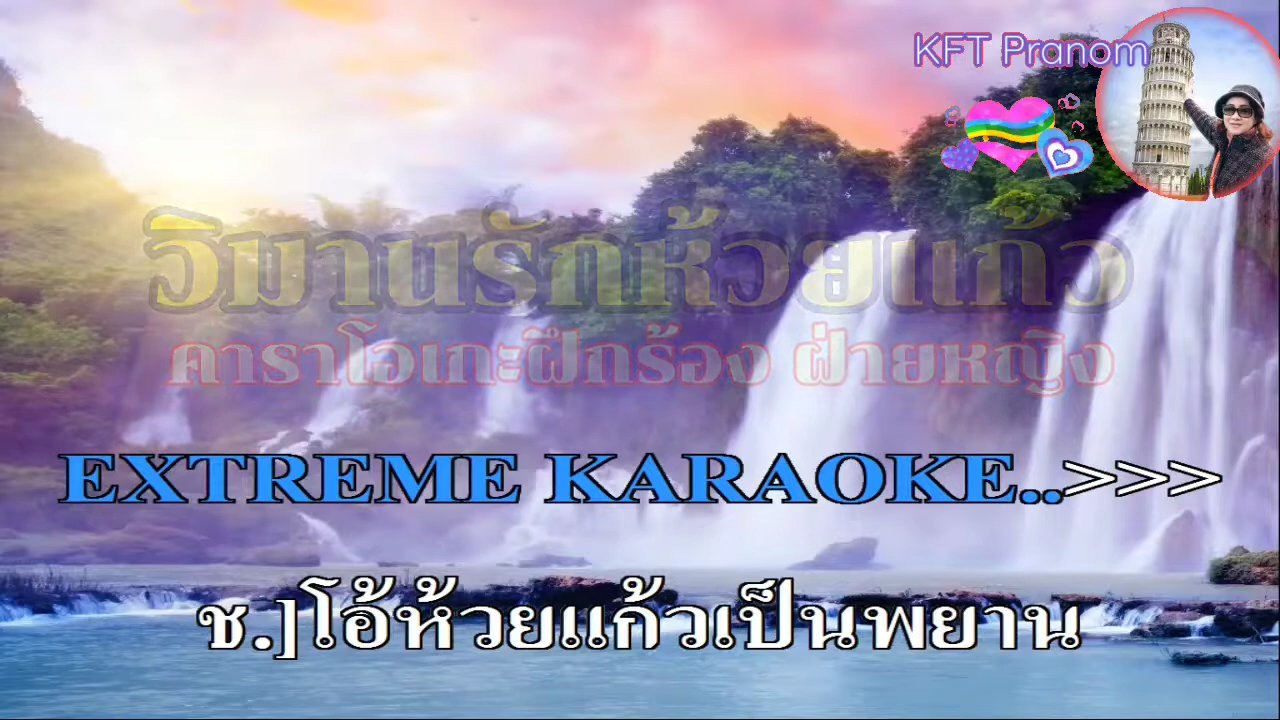 KFT Pranom
วิมานรักห้วยแก้ว
คาราโอเกะฝึกร้อง ฝ่ายหญิง
EXTREME KARAOKE..>>>
ช.]โอ้ห้วยแก้วเป็นพยาน